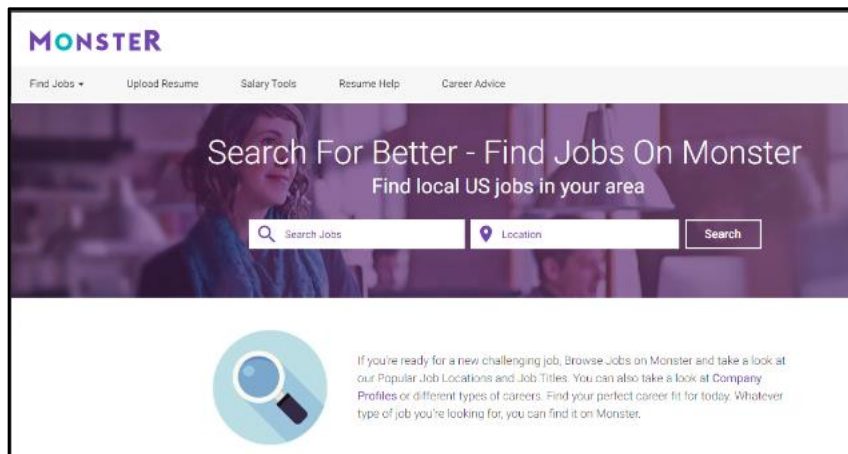 MONSTER
Find Jobs Upload Resume Salary Tools Resume Help Career Advice
Search For Better - Find Jobs On Monster
Find local US jobs in your area
Search Jobs Location Search
If you're ready for a new challenging job, Browse Jobs on Monster and take a look at
our Popular Job Locations and Job Titles. You can also take a look at Company
Profiles or different types of careers. Find your perfect career fit for today. Whatever
type of job you're looking for, you can find it on Monster.